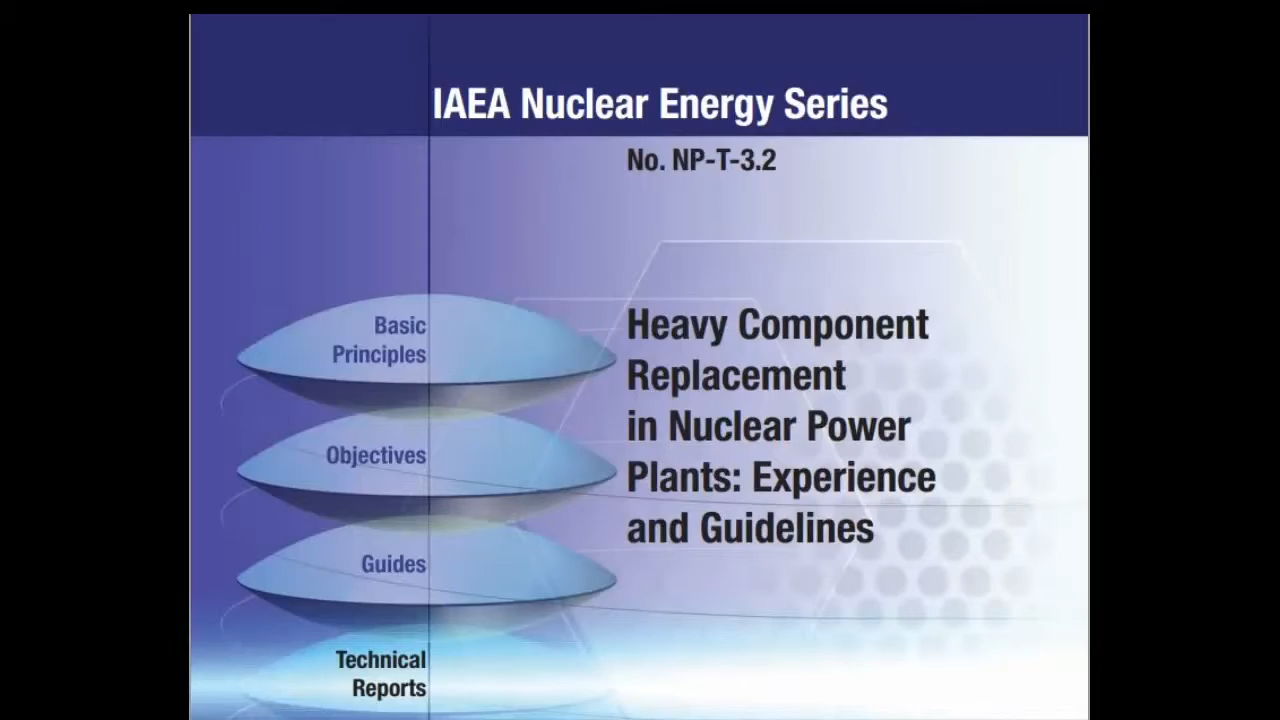 IAEA Nuclear Energy Series
No. NP-T-3.2
Basic
Principles
Objectives
Guides
Technical
Reports
Heavy Component
Replacement
in Nuclear Power
Plants: Experience
and Guidelines